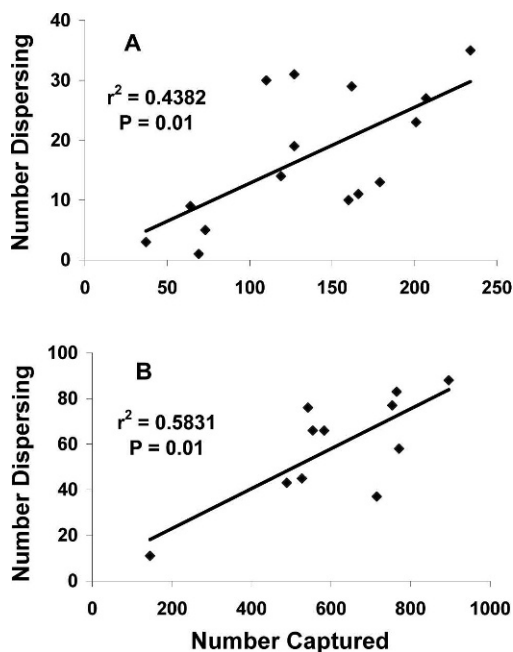 A
r² = 0.4382
P = 0.01
Number Dispersing
40
30
20
10
0
0 50 100 150 200 250
B
r² = 0.5831
P = 0.01
Number Dispersing
100
80
60
40
20
0
0 200 400 600 800 1000
Number Captured